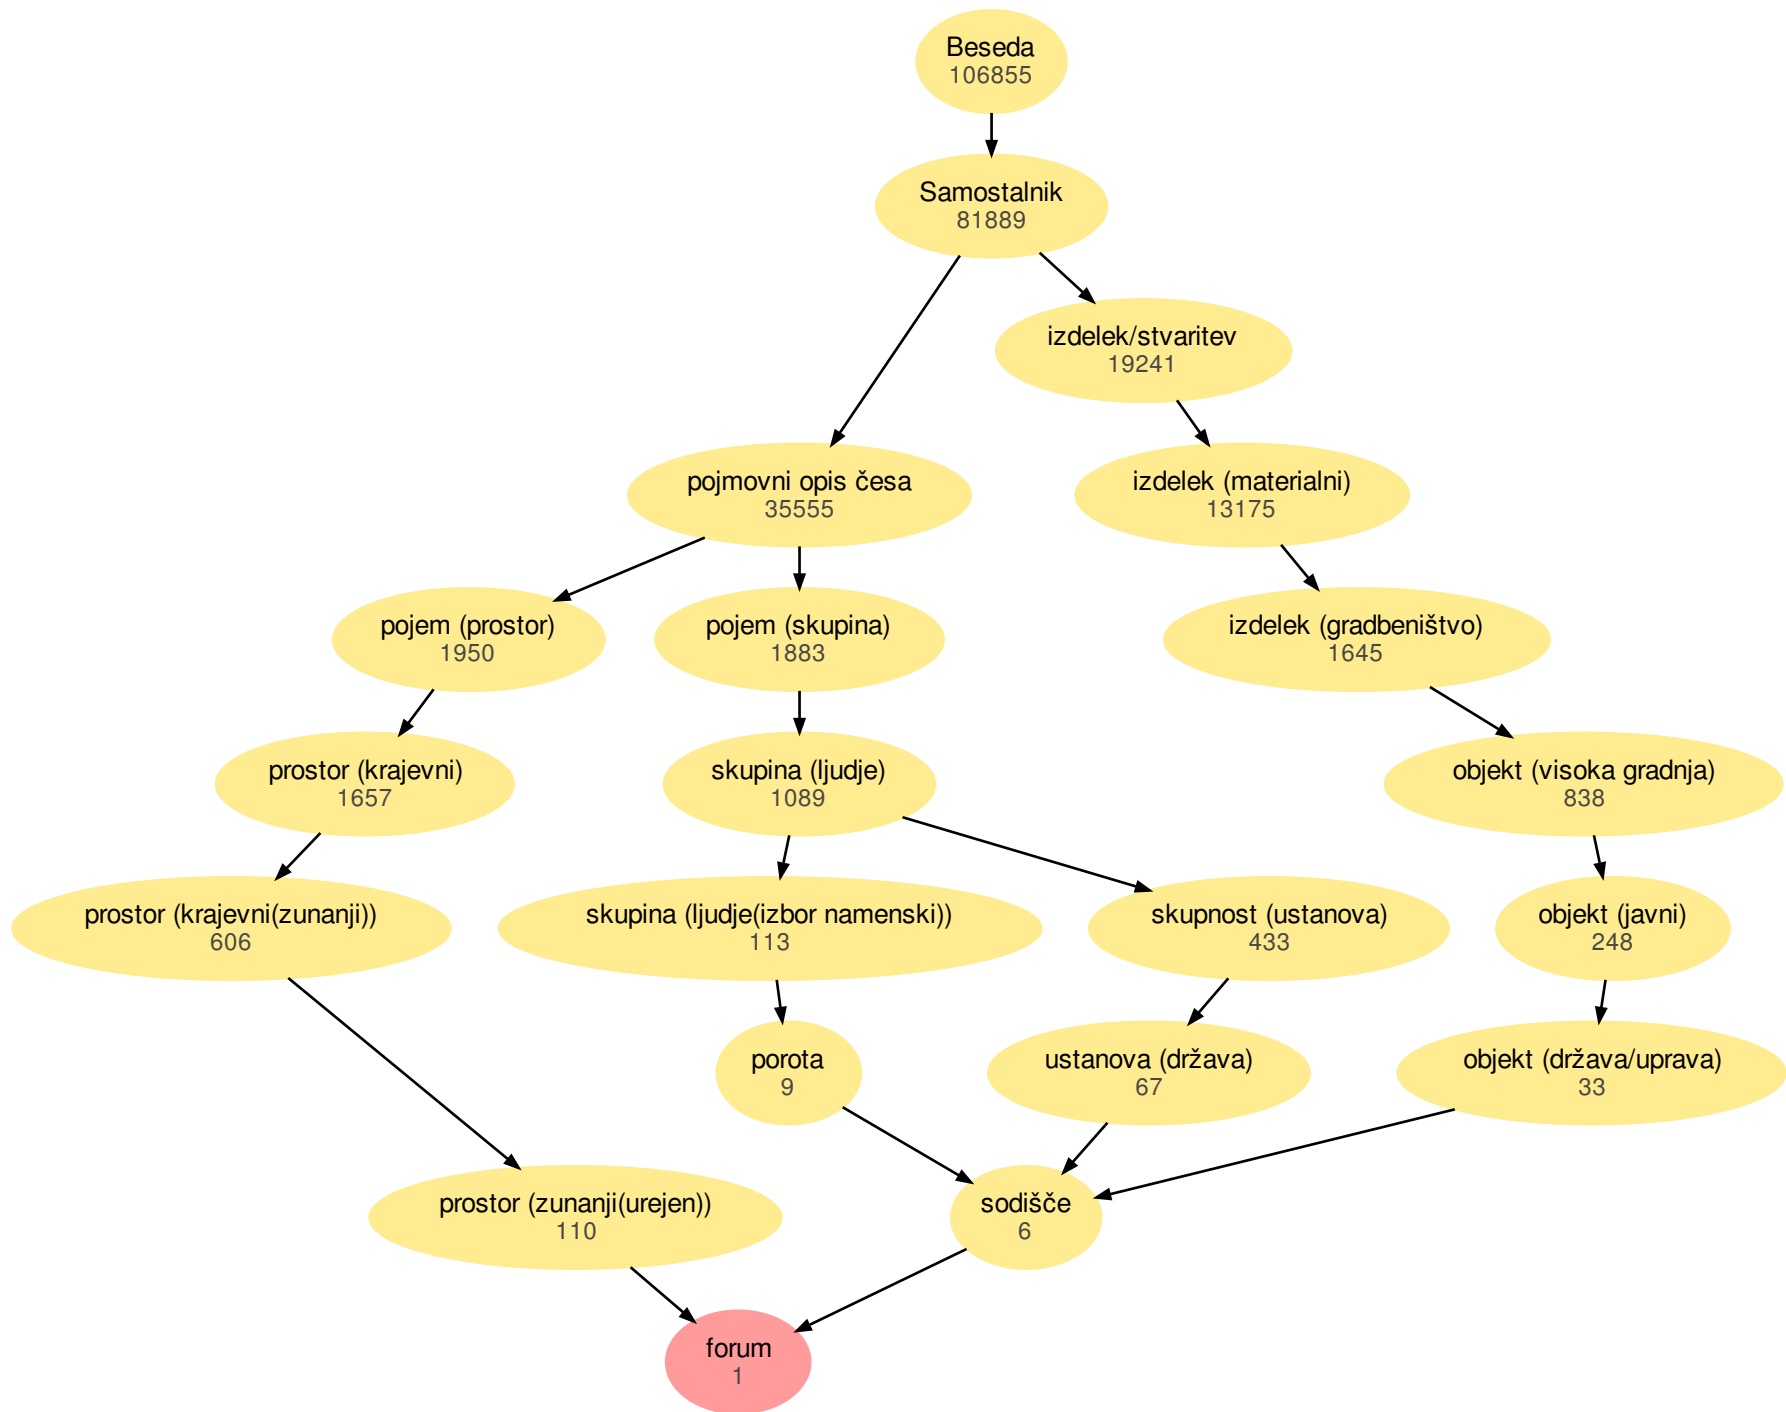 Beseda
106855
Samostalnik
81889
izdelek/stvaritev
19241
pojmovni opis česa
35555
izdelek (materialni)
13175
pojem (prostor)
1950
pojem (skupina)
1883
izdelek (gradbeništvo)
1645
prostor (krajevni)
1657
skupina (ljudje)
1089
objekt (visoka gradnja)
838
prostor (krajevni(zunanji))
606
skupina (ljudje(izbor namenski))
113
skupnost (ustanova)
433
objekt (javni)
248
porota
9
ustanova (država)
67
objekt (država/uprava)
33
prostor (zunanji(urejen))
110
sodišče
6
forum
1